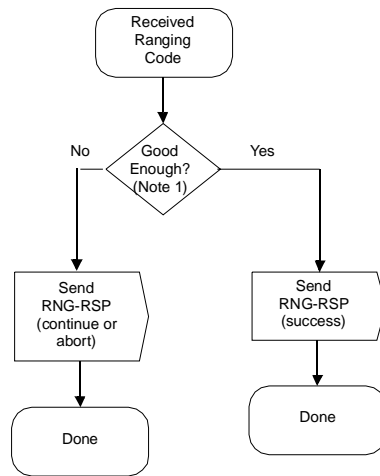 Received
Ranging
Code
No
Good
Enough?
(Note 1)
Yes
Send
RNG-RSP
(continue or
abort)
Send
RNG-RSP
(success)
Done
Done